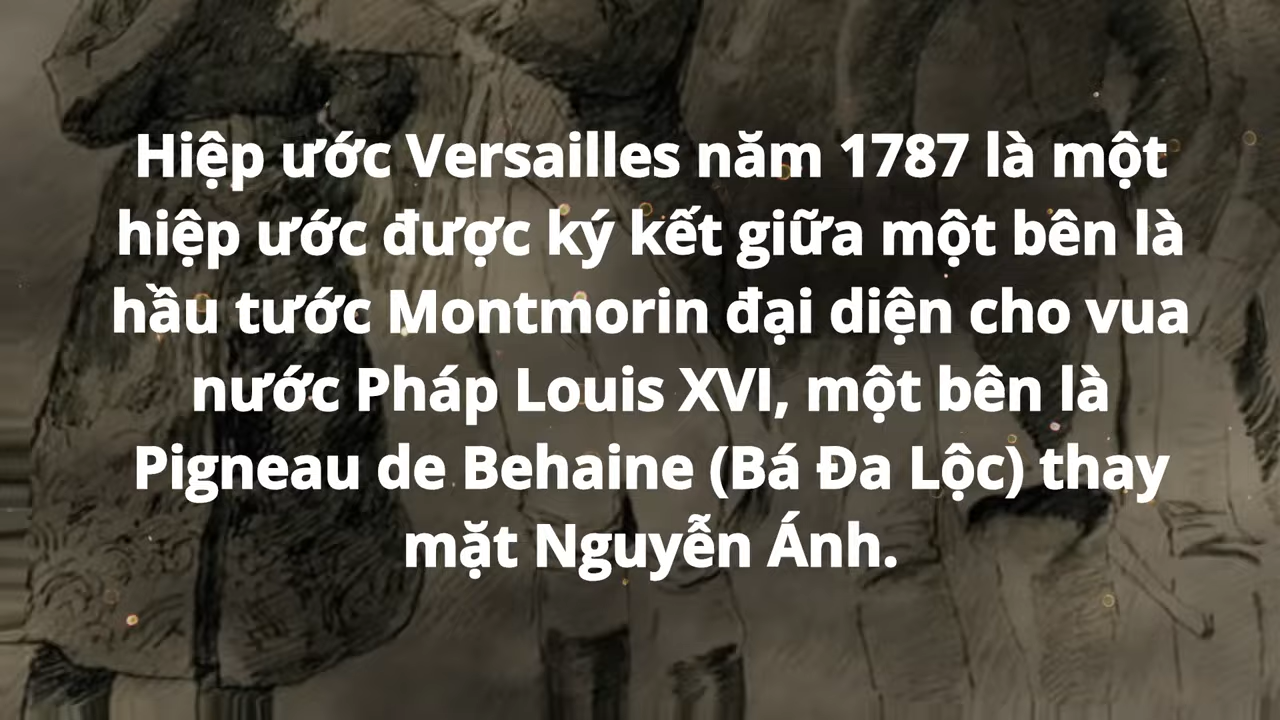 Hiệp ước Versailles năm 1787 là một
hiệp ước được ký kết giữa một bên là
hầu tước Montmorin đại diện cho vua
nước Pháp Louis XVI, một bên là
Pigneau de Behaine (Bá Đa Lộc) thay
mặt Nguyễn Ánh.